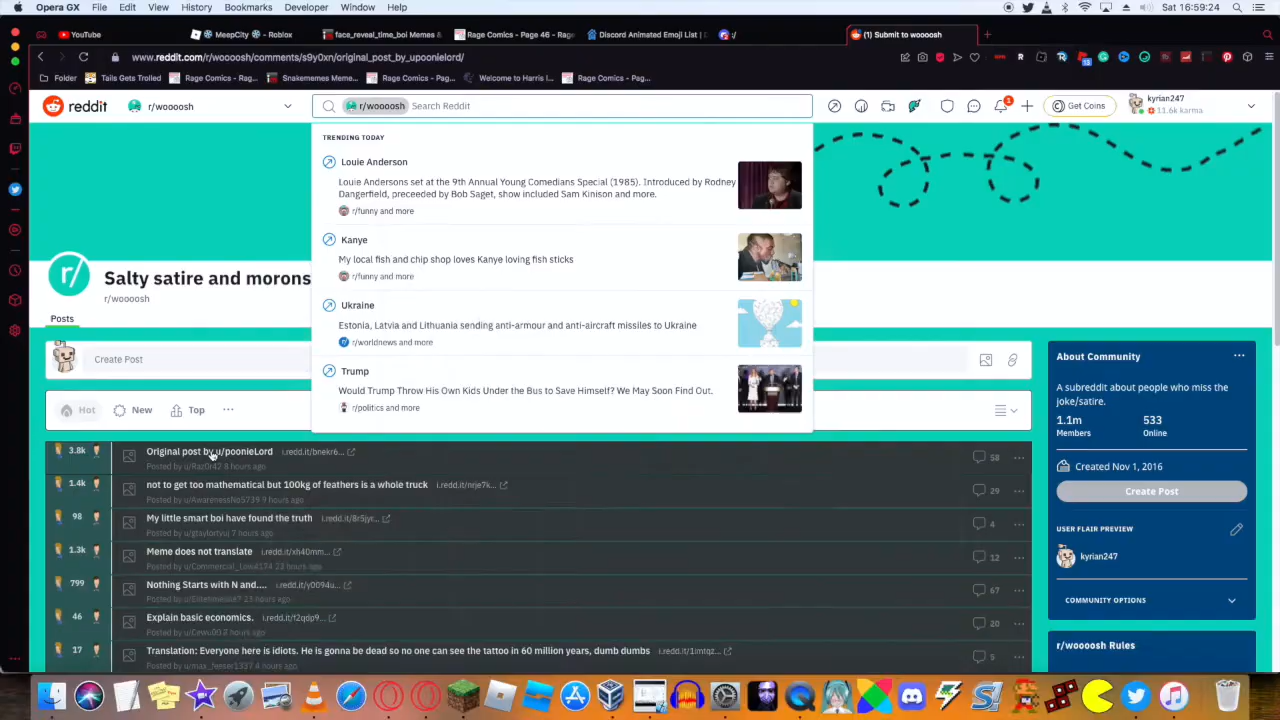 Opera GX File Edit View History Bookmarks Developer Window Help
Sat 16:59:24
YouTube
MeepCity - Roblox
face_reveal_time_boi Memes &
Rage Comics - Page 46 - Rage
Discord Animated Emoji List |
(1) Submit to woooosh
www.reddit.com/r/woooosh/comments/s9y0xn/original_post_by_upoonielord/
Folder
Tails Gets Trolled
Rage Comics - Rag...
Snakememes Meme...
Rage Comics - Rag...
Welcome to Harris l...
Rage Comics - Pag...
reddit
r/woooosh
r/woooosh
Search Reddit
1
Get Coins
kyrian247
11.6k karma
TRENDING TODAY
Louie Anderson
Louie Andersons set at the 9th Annual Young Comedians Special (1985). Introduced by Rodney
Dangerfield, preceeded by Bob Saget, show included Sam Kinison and more.
r/funny and more
Kanye
My local fish and chip shop loves Kanye loving fish sticks
r/funny and more
Ukraine
Estonia, Latvia and Lithuania sending anti-armour and anti-aircraft missiles to Ukraine
r/worldnews and more
Trump
Would Trump Throw His Own Kids Under the Bus to Save Himself? We May Soon Find Out.
r/politics and more
r/
Salty satire and morons
r/woooosh
Posts
Create Post
Hot
New
Top
3.8k
Original post by u/poonieLord
58
Posted by u/Raz0r42 8 hours ago
1.4k
not to get too mathematical but 100kg of feathers is a whole truck
29
98
My little smart boi have found the truth
4
1.3k
Meme does not translate
12
799
Nothing Starts with N and....
67
46
Explain basic economics.
20
17
Translation: Everyone here is idiots. He is gonna be dead so no one can see the tattoo in 60 million years, dumb dumbs
5
About Community
A subreddit about people who miss the
joke/satire.
1.1m
533
Members
Online
Created Nov 1, 2016
Create Post
USER FLAIR PREVIEW
kyrian247
COMMUNITY OPTIONS
r/woooosh Rules